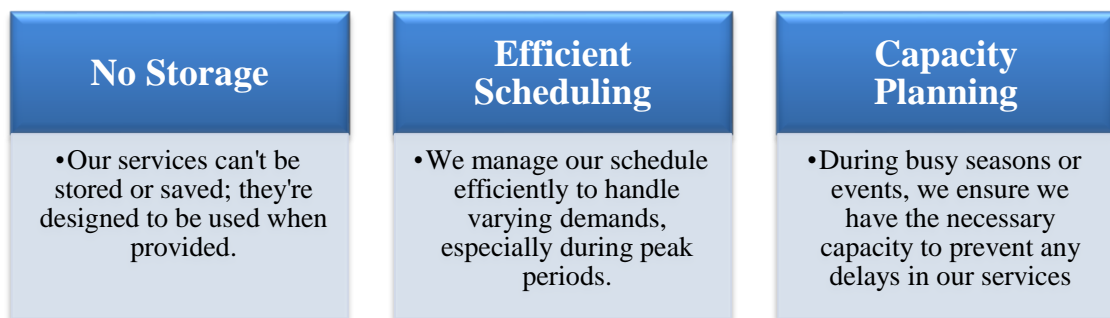 No Storage
•Our services can't be
stored or saved; they're
designed to be used when
provided.
Efficient
Scheduling
•We manage our schedule
efficiently to handle
varying demands,
especially during peak
periods.
Capacity
Planning
•During busy seasons or
events, we ensure we
have the necessary
capacity to prevent any
delays in our services